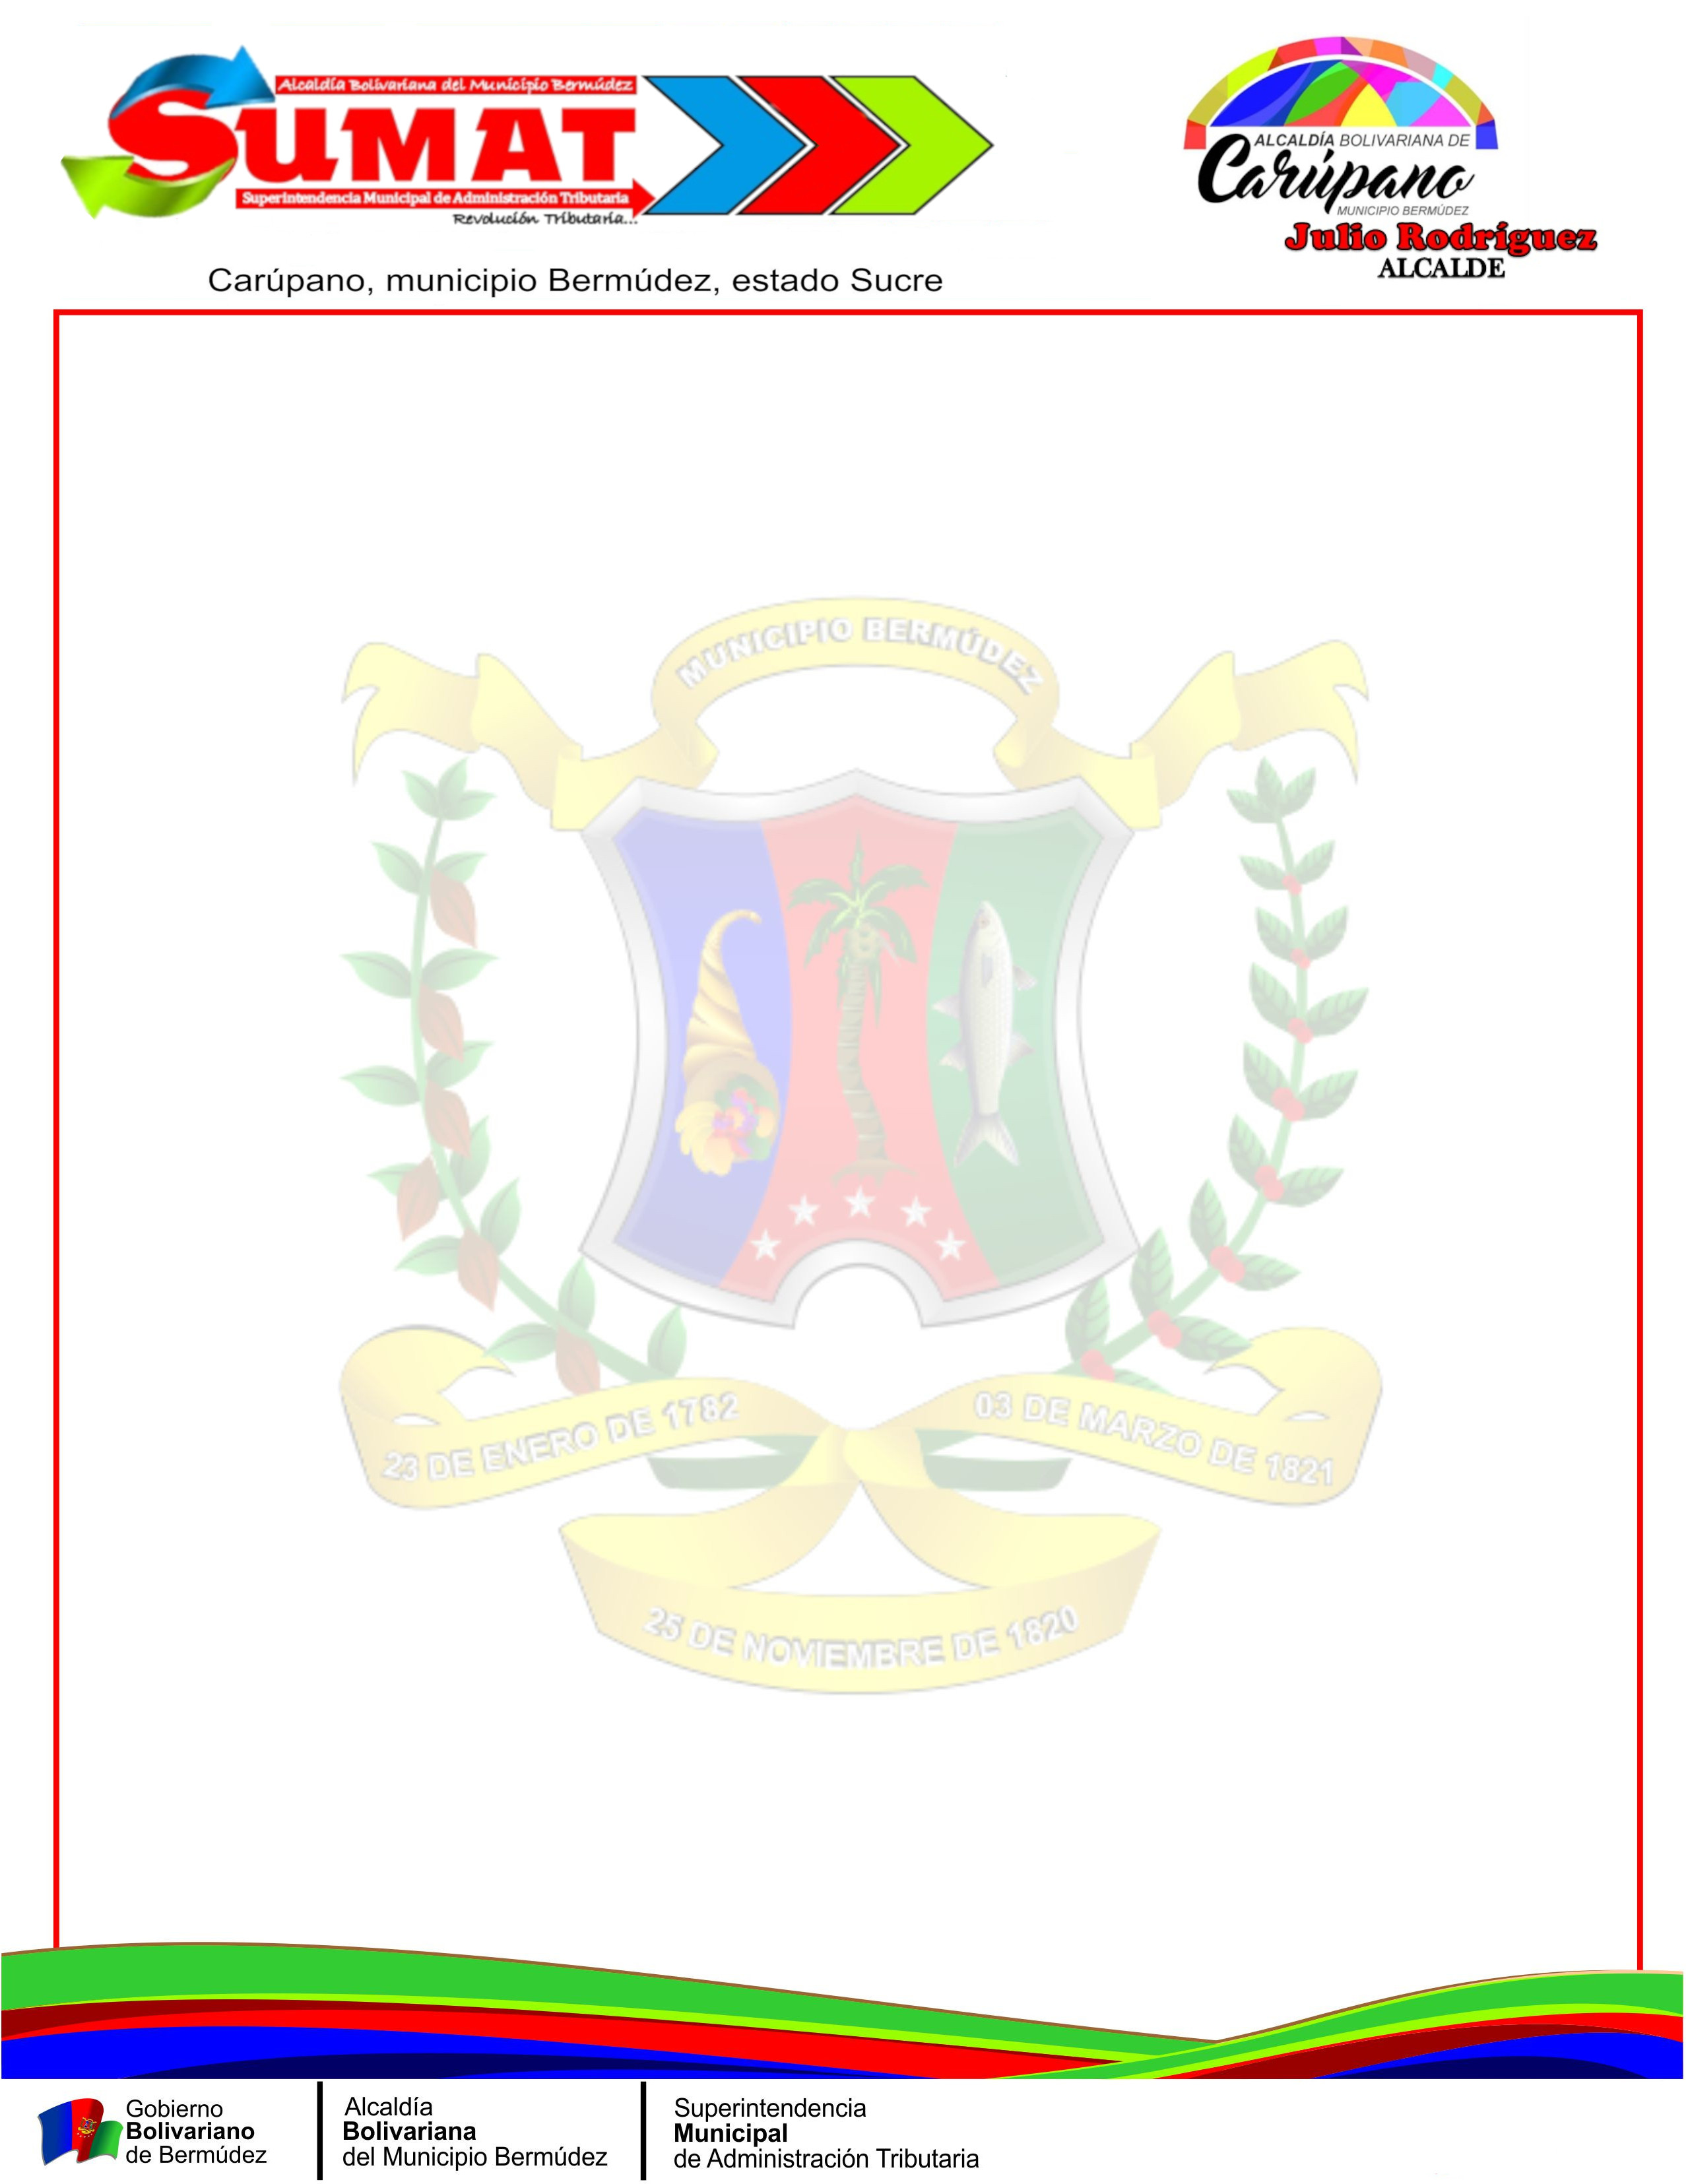 Alcaldía Bolivariana del Municipio Bermúdez
SUMAT
Superintendencia Municipal de Administración Tributaria
Revolución Tributaria...
ALCALDÍA BOLIVARIANA DE
Carúpano
MUNICIPIO BERMÚDEZ
Julio Rodríguez
ALCALDE
Carúpano, municipio Bermúdez, estado Sucre
MUNICIPIO BERMÚDEZ
23 DE ENERO DE 1782
03 DE MARZO DE 1821
25 DE NOVIEMBRE DE 1820
Gobierno
Bolivariano
de Bermúdez
Alcaldía
Bolivariana
del Municipio Bermúdez
Superintendencia
Municipal
de Administración Tributaria